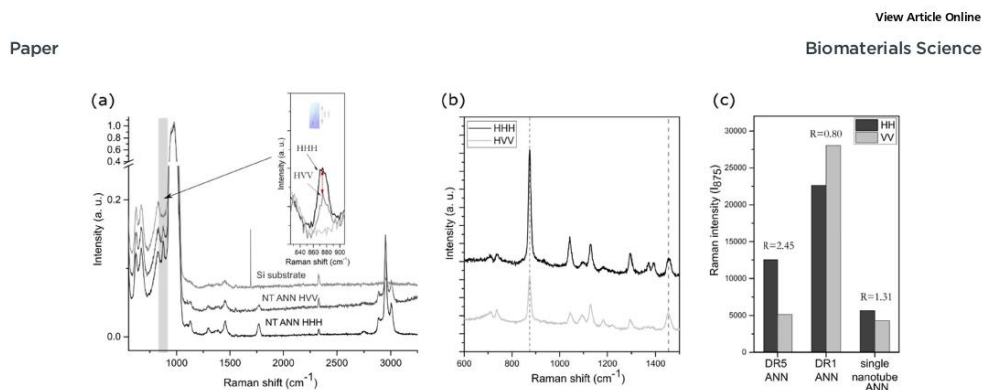 View Article Online
Paper
Biomaterials Science
(a)
1.0
0.8
0.6
0.4
0.2
0.0
Intensity (a. u.)
1000 1500 2000 2500 3000
Raman shift (cm⁻¹)
Si substrate
NT ANN HVV
NT ANN HHH
HHH
HVV
Intensity (a. u.)
840 860 880 900
Raman shift (cm⁻¹)
(b)
HHH
HVV
Intensity (a. u.)
600 800 1000 1200 1400
Raman shift (cm⁻¹)
(c)
HH
VV
Raman intensity (I875)
30000
25000
20000
15000
10000
5000
0
R=2.45
R=0.80
R=1.31
DR5 ANN
DR1 ANN
single nanotube ANN